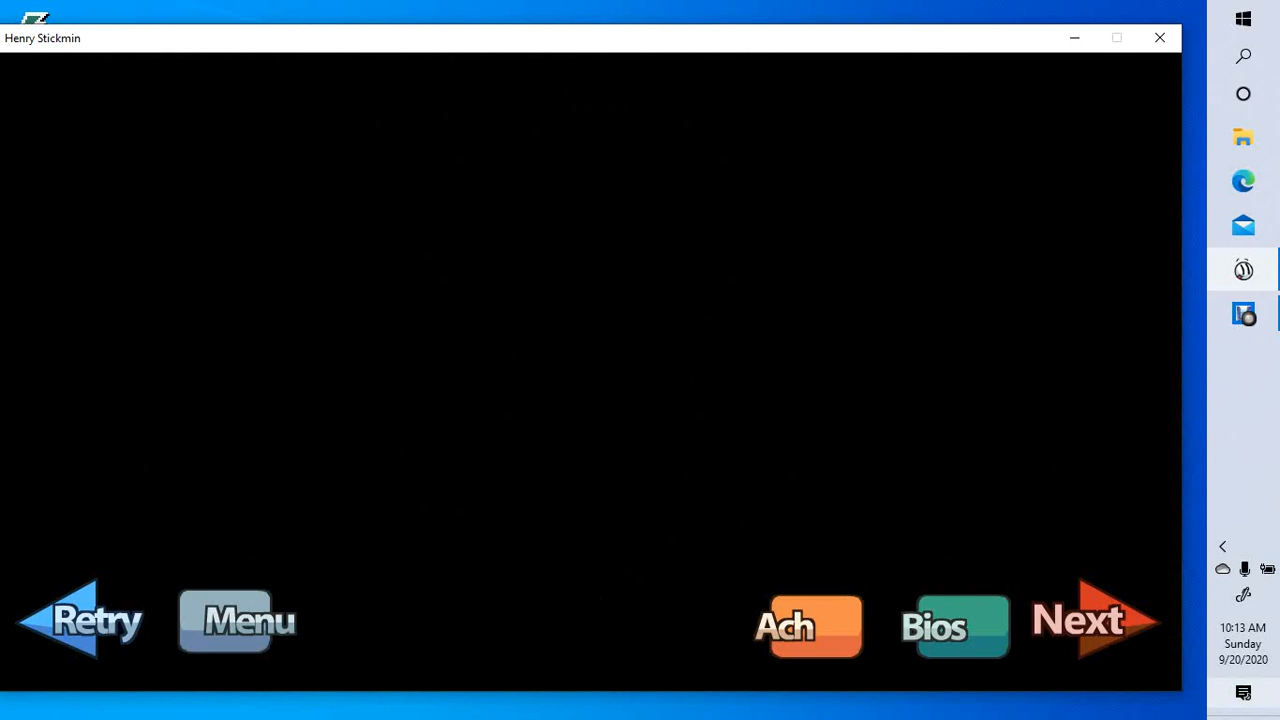 Henry Stickmin
Retry
Menu
Ach
Bios
Next
10:13 AM
Sunday
9/20/2020